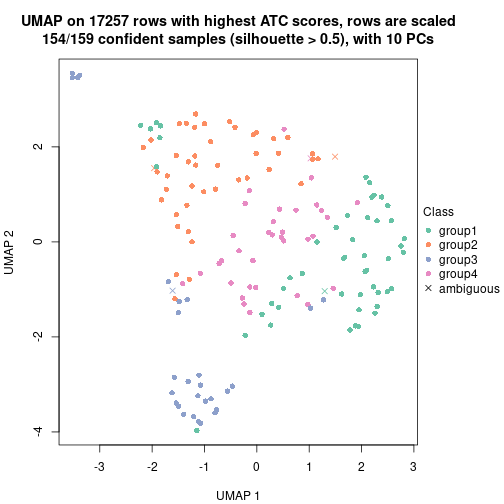 UMAP on 17257 rows with highest ATC scores, rows are scaled
154/159 confident samples (silhouette > 0.5), with 10 PCs
2
0
-2
-4
UMAP 2
-3
-2
-1
0
1
2
3
UMAP 1
Class
group1
group2
group3
group4
ambiguous